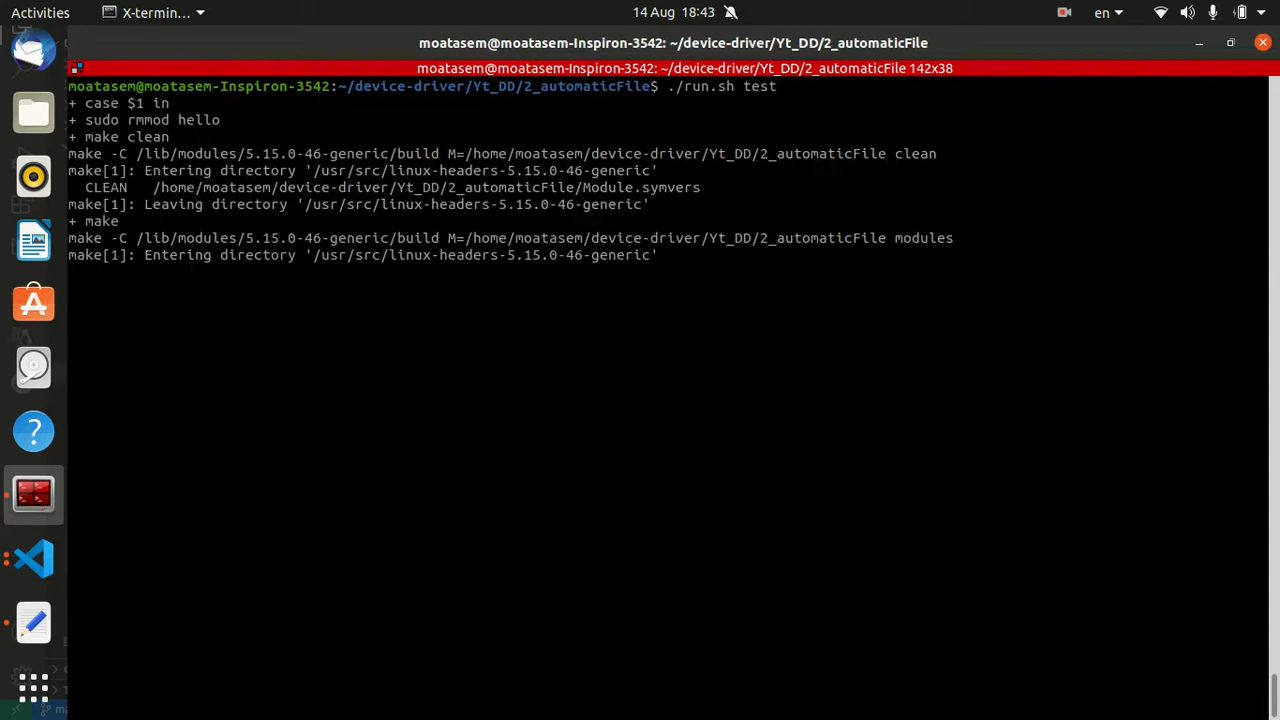 Activities
X-termin...
14 Aug 18:43
en
moatasem@moatasem-Inspiron-3542: ~/device-driver/Yt_DD/2_automaticFile
moatasem@moatasem-Inspiron-3542: ~/device-driver/Yt_DD/2_automaticFile 142x38
moatasem@moatasem-Inspiron-3542:~/device-driver/Yt_DD/2_automaticFile$ ./run.sh test
+ case $1 in
+ sudo rmmod hello
+ make clean
make -C /lib/modules/5.15.0-46-generic/build M=/home/moatasem/device-driver/Yt_DD/2_automaticFile clean
make[1]: Entering directory '/usr/src/linux-headers-5.15.0-46-generic'
  CLEAN   /home/moatasem/device-driver/Yt_DD/2_automaticFile/Module.symvers
make[1]: Leaving directory '/usr/src/linux-headers-5.15.0-46-generic'
+ make
make -C /lib/modules/5.15.0-46-generic/build M=/home/moatasem/device-driver/Yt_DD/2_automaticFile modules
make[1]: Entering directory '/usr/src/linux-headers-5.15.0-46-generic'